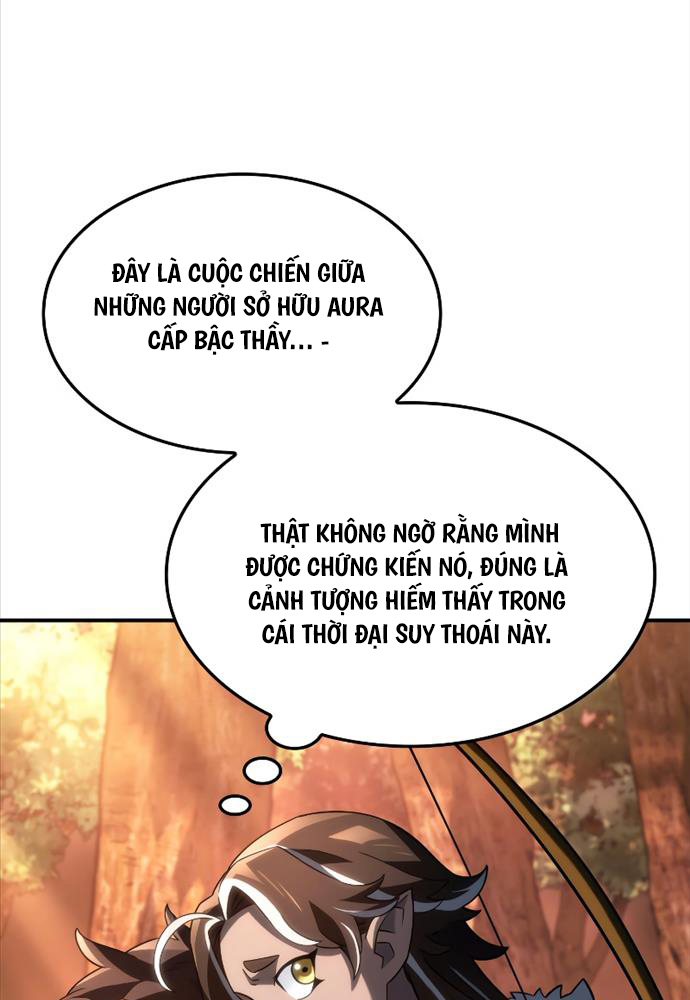 ĐÂY LÀ CUỘC CHIẾN GIỮA
NHỮNG NGƯỜI SỞ HỮU AURA
CẤP BẬC THẦY... -
THẬT KHÔNG NGỜ RẰNG MÌNH
ĐƯỢC CHỨNG KIẾN NÓ, ĐÚNG LÀ
CẢNH TƯỢNG HIẾM THẤY TRONG
CÁI THỜI ĐẠI SUY THOÁI NÀY.